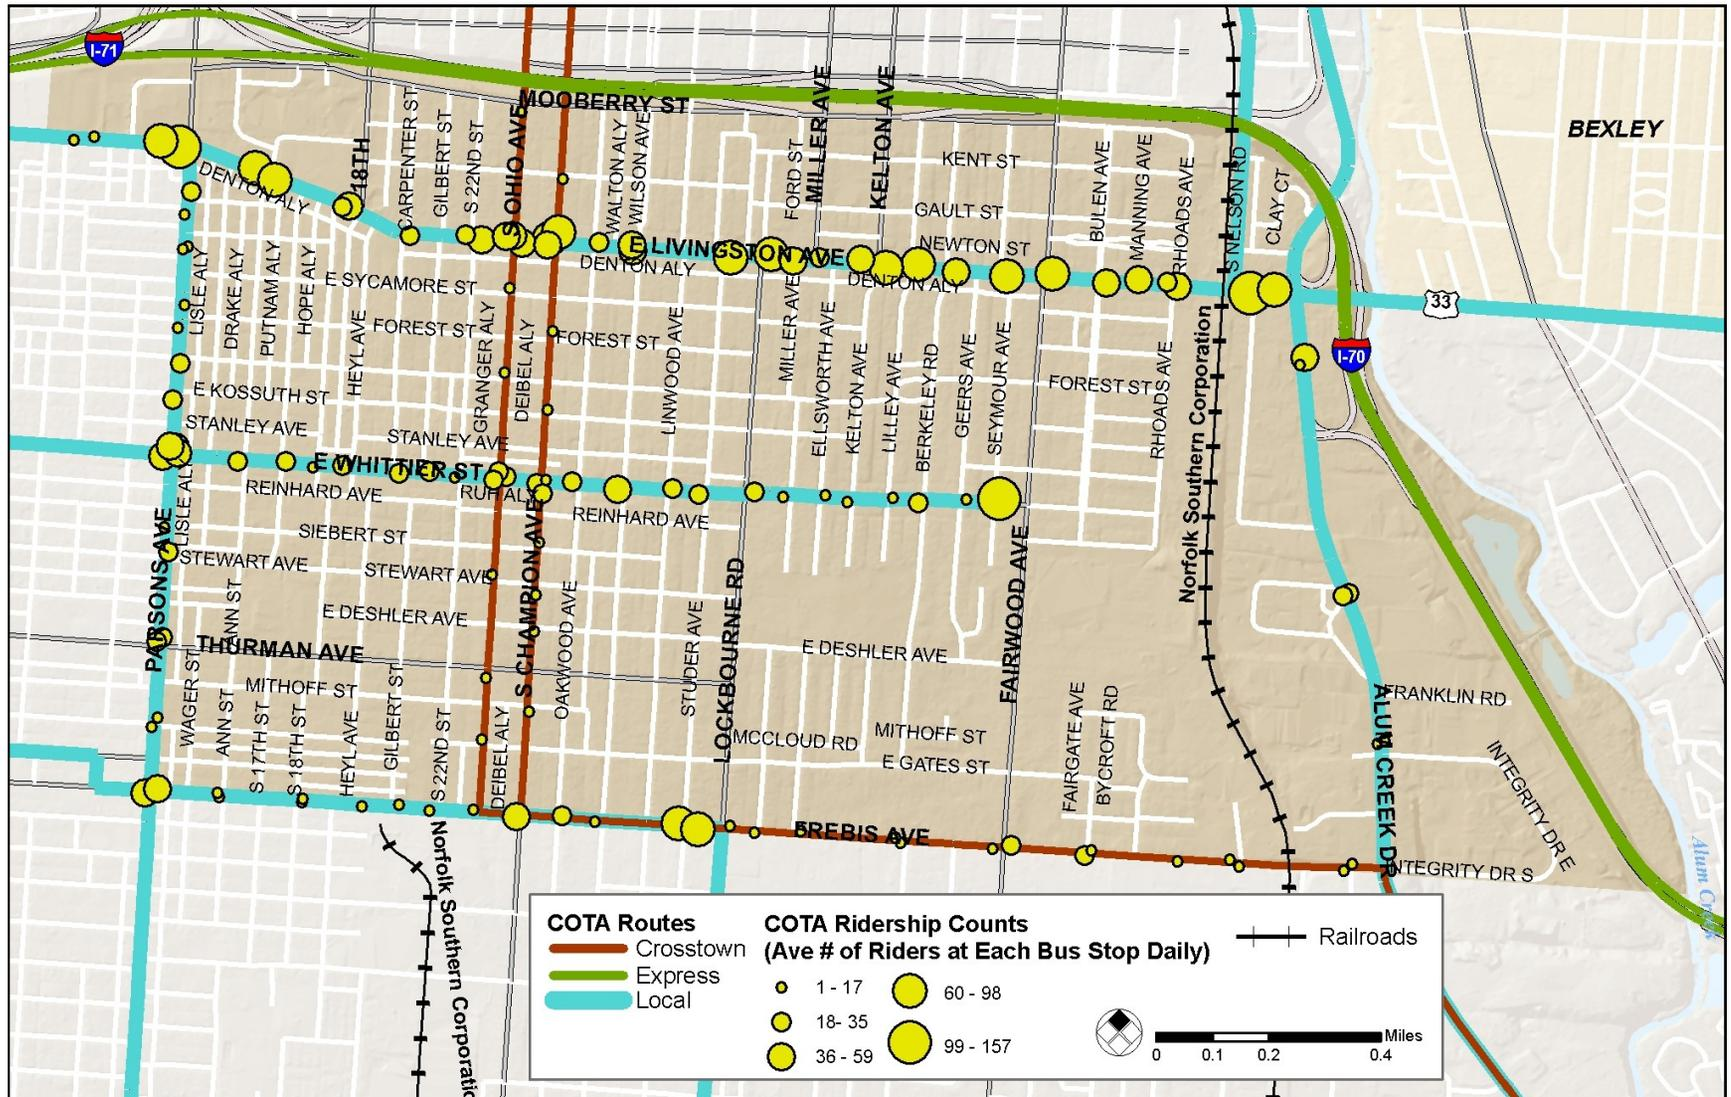 I-71
MOOBERRY ST
BEXLEY
MILLER AVE
KELTON AVE
18TH
CARPENTER ST
GILBERT ST
S 22ND ST
S OHIO AVE
WALTON ALY
WILSON AVE
FORD ST
KENT ST
BULEN AVE
MANNING AVE
RHOADS AVE
S NELSON RD
CLAY CT
DENTON ALY
GAULT ST
E LIVINGSTON AVE
NEWTON ST
DENTON ALY
DENTON ALY
33
LISLE ALY
DRAKE ALY
PUTNAM ALY
HOPE ALY
E SYCAMORE ST
HEYL AVE
FOREST ST
GRANGER ALY
DEIBEL ALY
FOREST ST
LINWOOD AVE
MILLER AVE
ELLSWORTH AVE
KELTON AVE
LILLEY AVE
BERKELEY RD
GEERS AVE
SEYMOUR AVE
FOREST ST
RHOADS AVE
Norfolk Southern Corporation
I-70
E KOSSUTH ST
STANLEY AVE
STANLEY AVE
E WHITTIER ST
LISLE ALY
REINHARD AVE
RUH ALY
REINHARD AVE
SIEBERT ST
STEWART AVE
STEWART AVE
PARSONS AVE
ANN ST
E DESHLER AVE
S CHAMPION AVE
OAKWOOD AVE
STUDER AVE
LOCKBOURNE RD
FAIRWOOD AVE
THURMAN AVE
E DESHLER AVE
WAGER ST
MITHOFF ST
ANN ST
S 17TH ST
S 18TH ST
HEYL AVE
GILBERT ST
S 22ND ST
DEIBEL ALY
MCCLOUD RD
MITHOFF ST
E GATES ST
FAIRGATE AVE
BYCROFT RD
ALUM CREEK DR
FRANKLIN RD
INTEGRITY DR E
FREBIS AVE
INTEGRITY DR S
Alum Creek
Norfolk Southern Corporatio
COTA Routes
Crosstown
Express
Local
COTA Ridership Counts
(Ave # of Riders at Each Bus Stop Daily)
1 - 17
18- 35
36 - 59
60 - 98
99 - 157
Railroads
Miles
0 0.1 0.2 0.4